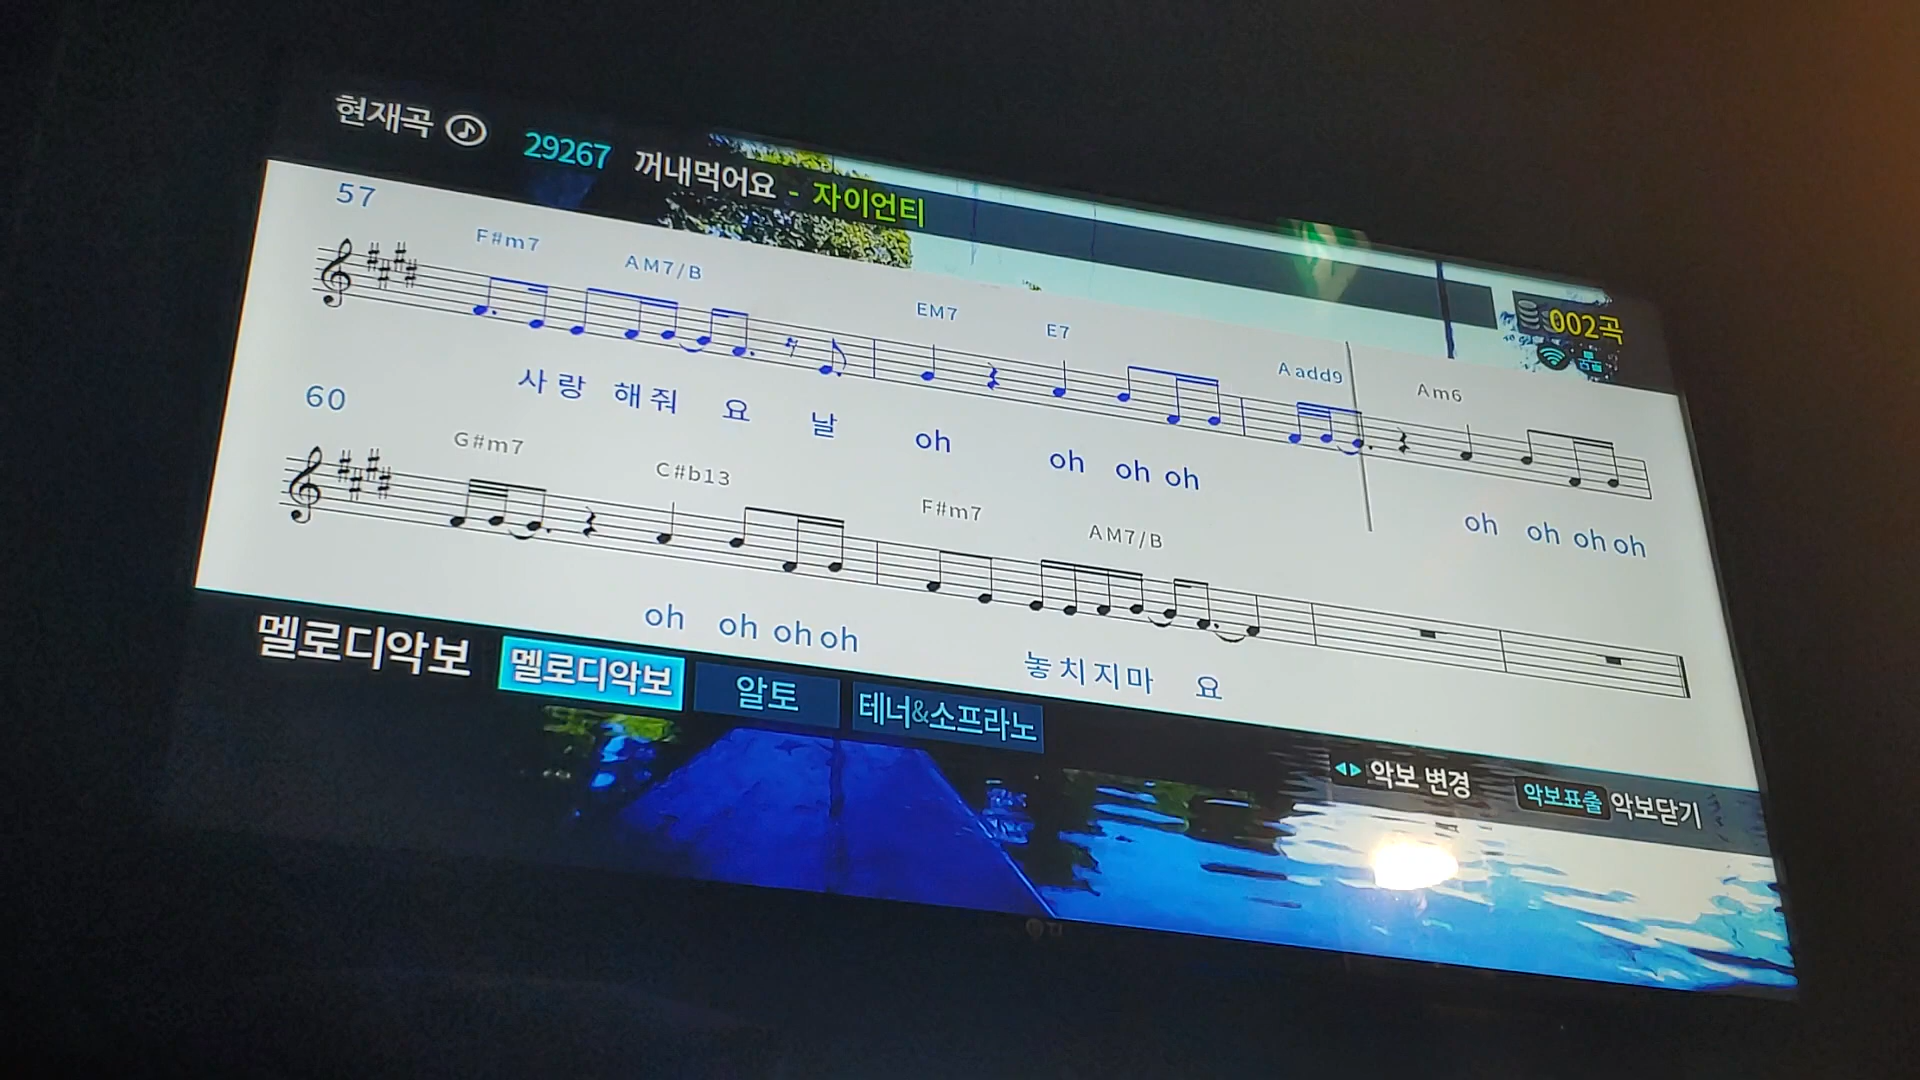 현재곡 29267 꺼내먹어요 - 자이언티
002곡
57
F#m7 AM7/B EM7 E7 Aadd9 Am6
사랑 해줘 요 날 oh oh oh oh oh oh oh oh
60
G#m7 C#b13 F#m7 AM7/B
oh oh oh oh 놓치지마 요
멜로디악보 멜로디악보 알토 테너&소프라노
악보 변경 악보표출 악보닫기